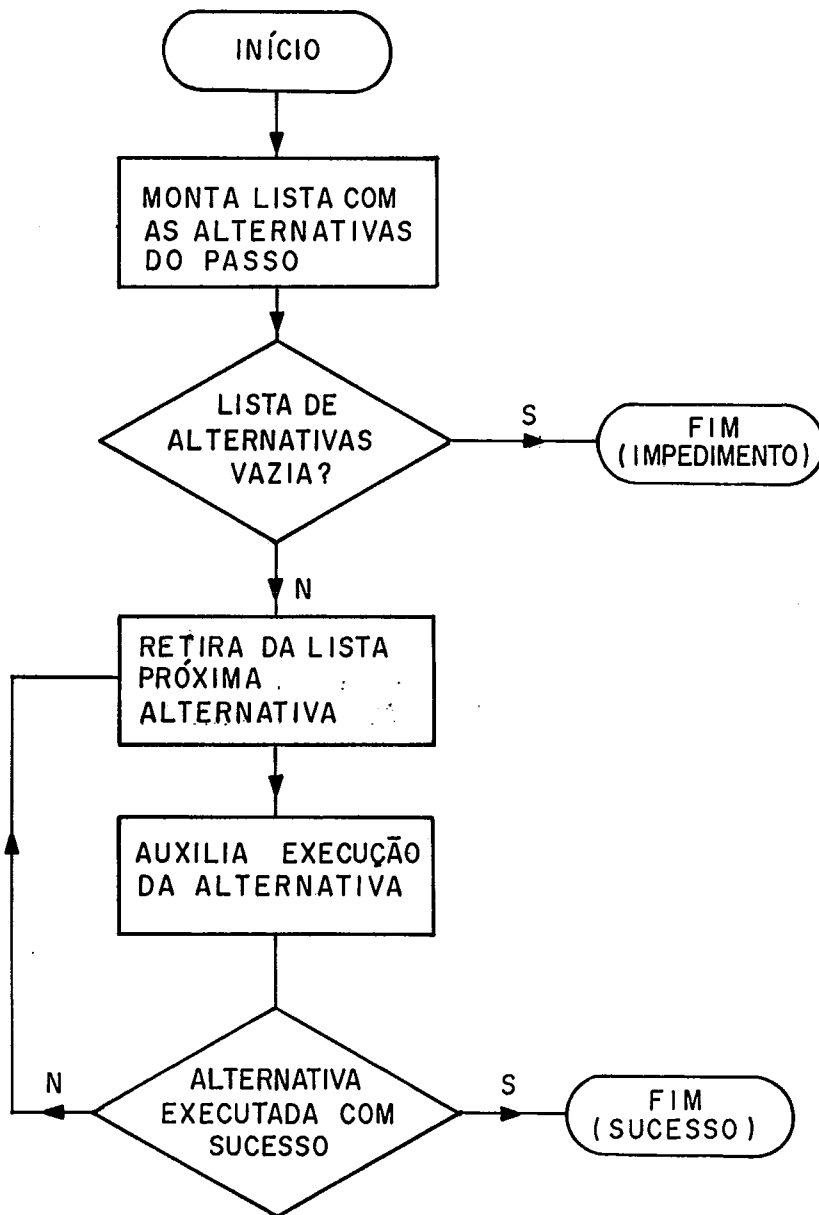 INÍCIO
MONTA LISTA COM
AS ALTERNATIVAS
DO PASSO
LISTA DE
ALTERNATIVAS
VAZIA?
S
FIM
(IMPEDIMENTO)
N
RETIRA DA LISTA
PRÓXIMA
ALTERNATIVA
AUXILIA EXECUÇÃO
DA ALTERNATIVA
N
ALTERNATIVA
EXECUTADA COM
SUCESSO
S
FIM
(SUCESSO)